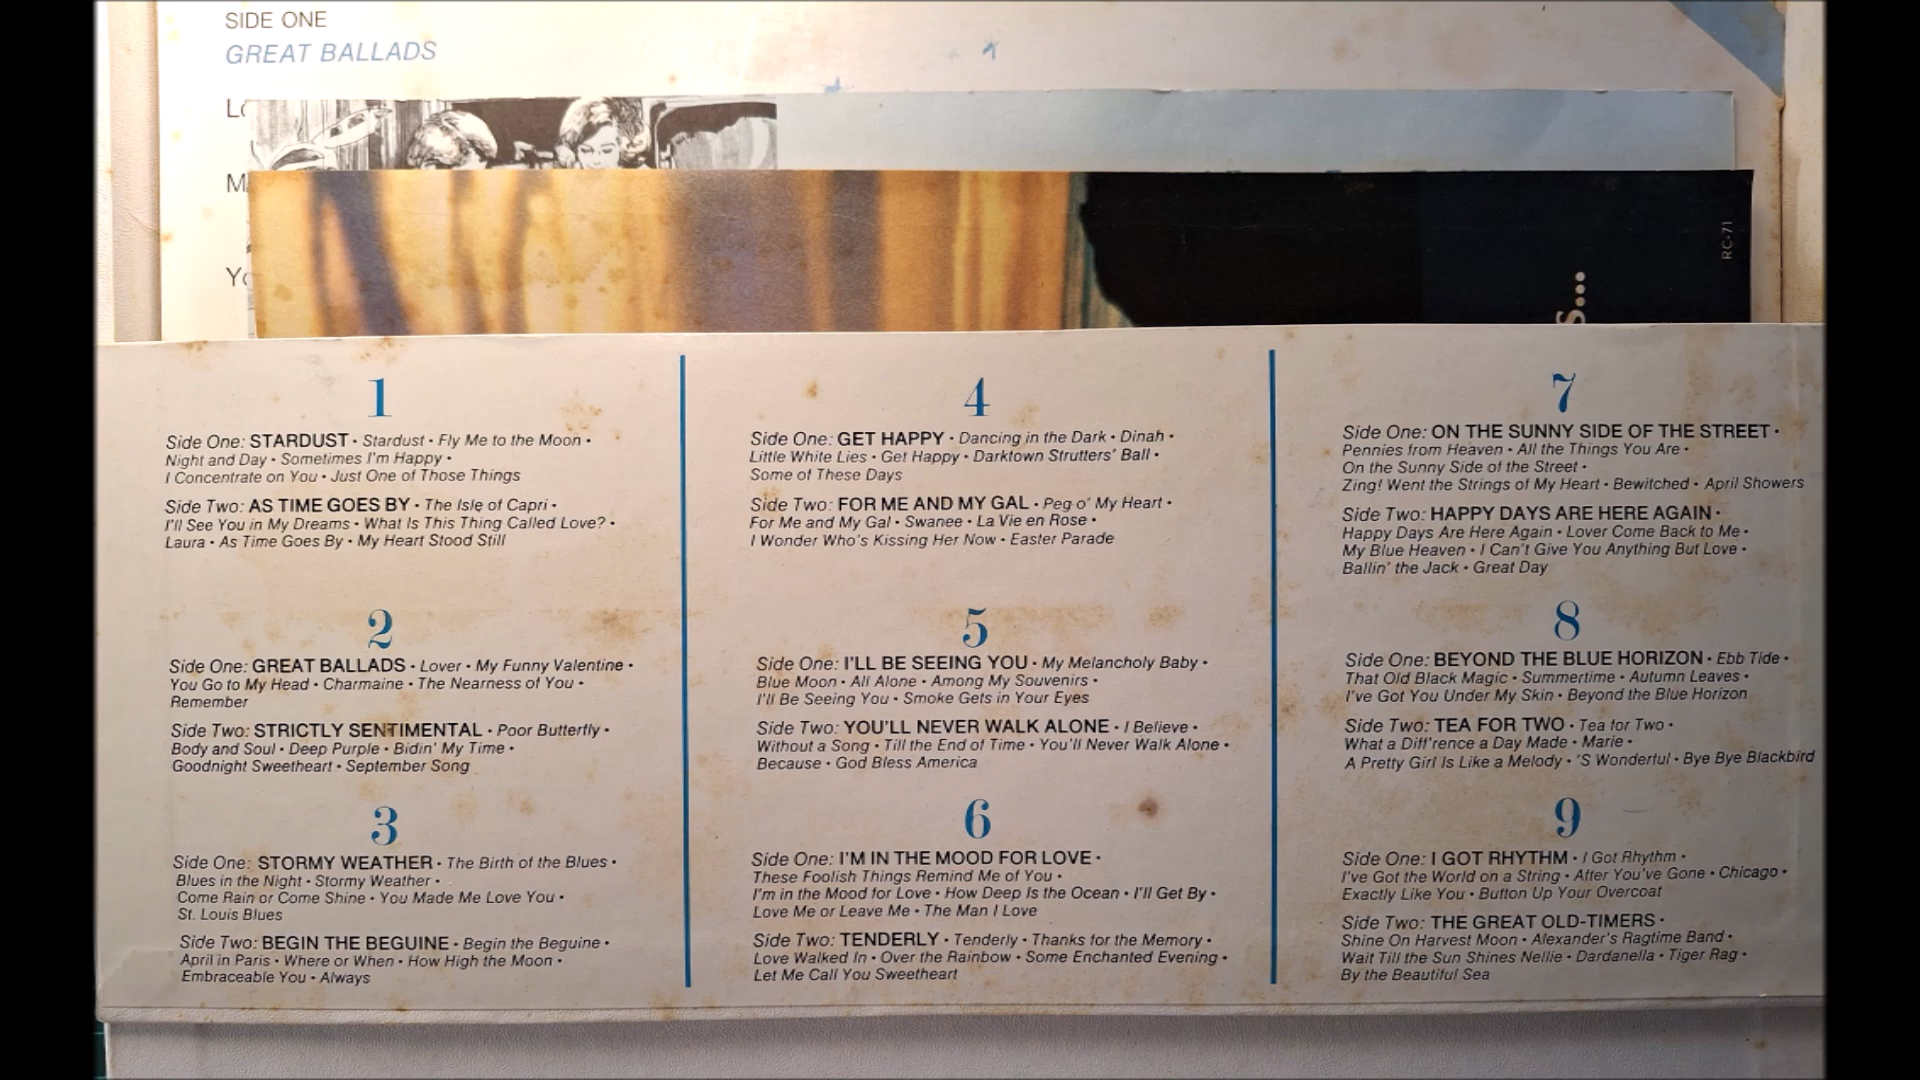 SIDE ONE
GREAT BALLADS
RC-71
1
Side One: STARDUST • Stardust • Fly Me to the Moon •
Night and Day • Sometimes I'm Happy •
I Concentrate on You • Just One of Those Things
Side Two: AS TIME GOES BY • The Isle of Capri •
I'll See You in My Dreams • What Is This Thing Called Love? •
Laura • As Time Goes By • My Heart Stood Still
2
Side One: GREAT BALLADS • Lover • My Funny Valentine •
You Go to My Head • Charmaine • The Nearness of You •
Remember
Side Two: STRICTLY SENTIMENTAL • Poor Butterfly •
Body and Soul • Deep Purple • Bidin' My Time •
Goodnight Sweetheart • September Song
3
Side One: STORMY WEATHER • The Birth of the Blues •
Blues in the Night • Stormy Weather •
Come Rain or Come Shine • You Made Me Love You •
St. Louis Blues
Side Two: BEGIN THE BEGUINE • Begin the Beguine •
April in Paris • Where or When • How High the Moon •
Embraceable You • Always
4
Side One: GET HAPPY • Dancing in the Dark • Dinah •
Little White Lies • Get Happy • Darktown Strutters' Ball •
Some of These Days
Side Two: FOR ME AND MY GAL • Peg o' My Heart •
For Me and My Gal • Swanee • La Vie en Rose •
I Wonder Who's Kissing Her Now • Easter Parade
5
Side One: I'LL BE SEEING YOU • My Melancholy Baby •
Blue Moon • All Alone • Among My Souvenirs •
I'll Be Seeing You • Smoke Gets in Your Eyes
Side Two: YOU'LL NEVER WALK ALONE • I Believe •
Without a Song • Till the End of Time • You'll Never Walk Alone •
Because • God Bless America
6
Side One: I'M IN THE MOOD FOR LOVE •
These Foolish Things Remind Me of You •
I'm in the Mood for Love • How Deep Is the Ocean • I'll Get By •
Love Me or Leave Me • The Man I Love
Side Two: TENDERLY • Tenderly • Thanks for the Memory •
Love Walked In • Over the Rainbow • Some Enchanted Evening •
Let Me Call You Sweetheart
7
Side One: ON THE SUNNY SIDE OF THE STREET •
Pennies from Heaven • All the Things You Are •
On the Sunny Side of the Street •
Zing! Went the Strings of My Heart • Bewitched • April Showers
Side Two: HAPPY DAYS ARE HERE AGAIN •
Happy Days Are Here Again • Lover Come Back to Me •
My Blue Heaven • I Can't Give You Anything But Love •
Ballin' the Jack • Great Day
8
Side One: BEYOND THE BLUE HORIZON • Ebb Tide •
That Old Black Magic • Summertime • Autumn Leaves •
I've Got You Under My Skin • Beyond the Blue Horizon
Side Two: TEA FOR TWO • Tea for Two •
What a Diff'rence a Day Made • Marie •
A Pretty Girl Is Like a Melody • 'S Wonderful • Bye Bye Blackbird
9
Side One: I GOT RHYTHM • I Got Rhythm •
I've Got the World on a String • After You've Gone • Chicago •
Exactly Like You • Button Up Your Overcoat
Side Two: THE GREAT OLD-TIMERS •
Shine On Harvest Moon • Alexander's Ragtime Band •
Wait Till the Sun Shines Nellie • Dardanella • Tiger Rag •
By the Beautiful Sea